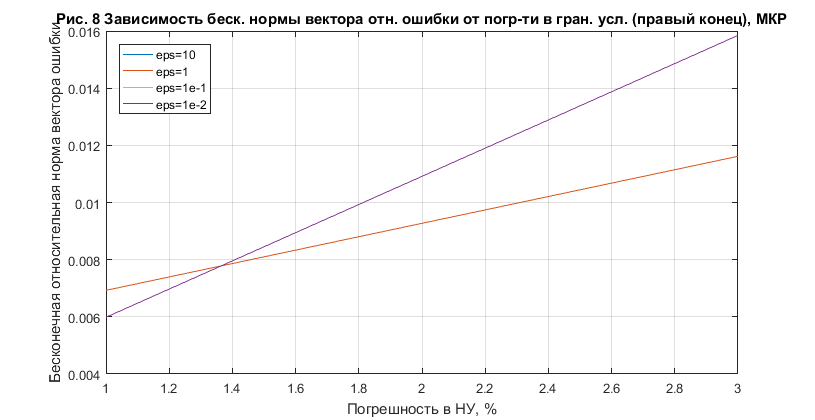 Рис. 8 Зависимость беск. нормы вектора отн. ошибки от погр-ти в гран. усл. (правый конец), МКР
Бесконечная относительная норма вектора ошибки
0.016
0.014
0.012
0.01
0.008
0.006
0.004
eps=10
eps=1
eps=1e-1
eps=1e-2
1 1.2 1.4 1.6 1.8 2 2.2 2.4 2.6 2.8 3
Погрешность в НУ, %